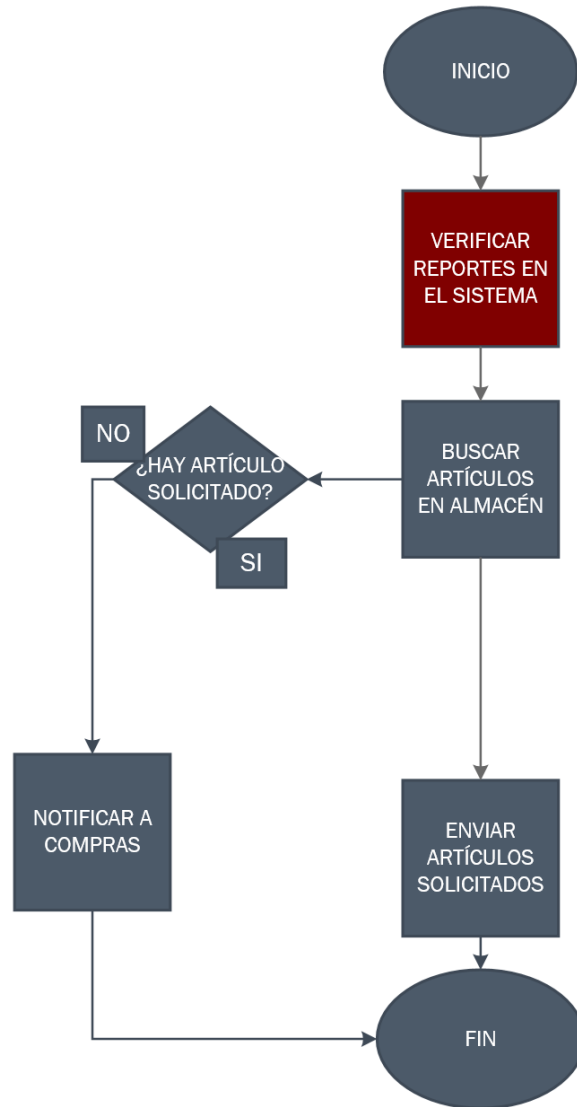 INICIO
VERIFICAR
REPORTES EN
EL SISTEMA
BUSCAR
ARTÍCULOS
EN ALMACÉN
NO
¿HAY ARTÍCULO
SOLICITADO?
SI
NOTIFICAR A
COMPRAS
ENVIAR
ARTÍCULOS
SOLICITADOS
FIN